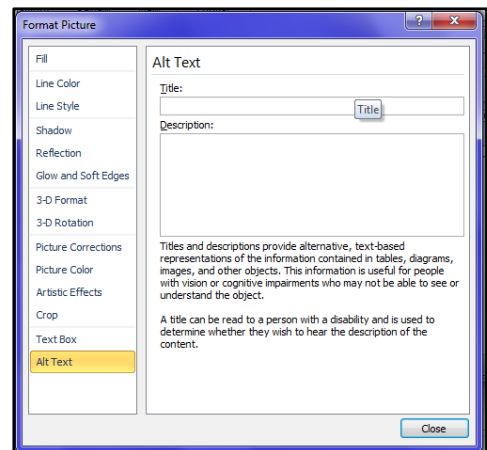 Format Picture
Fill
Line Color
Line Style
Shadow
Reflection
Glow and Soft Edges
3-D Format
3-D Rotation
Picture Corrections
Picture Color
Artistic Effects
Crop
Text Box
Alt Text
Alt Text
Title:
Title
Description:
Titles and descriptions provide alternative, text-based
representations of the information contained in tables, diagrams,
images, and other objects. This information is useful for people
with vision or cognitive impairments who may not be able to see or
understand the object.
A title can be read to a person with a disability and is used to
determine whether they wish to hear the description of the
content.
Close